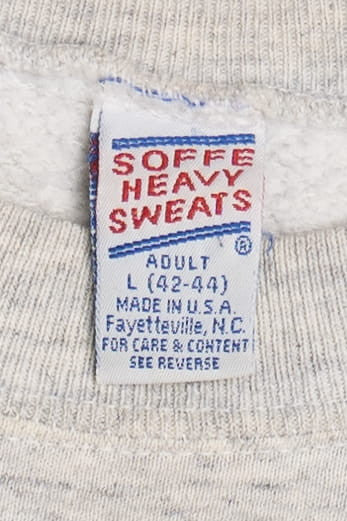 SOFFE
HEAVY
SWEATS
®
ADULT
L (42-44)
MADE IN U.S.A.
Fayetteville, N.C.
FOR CARE & CONTENT
SEE REVERSE